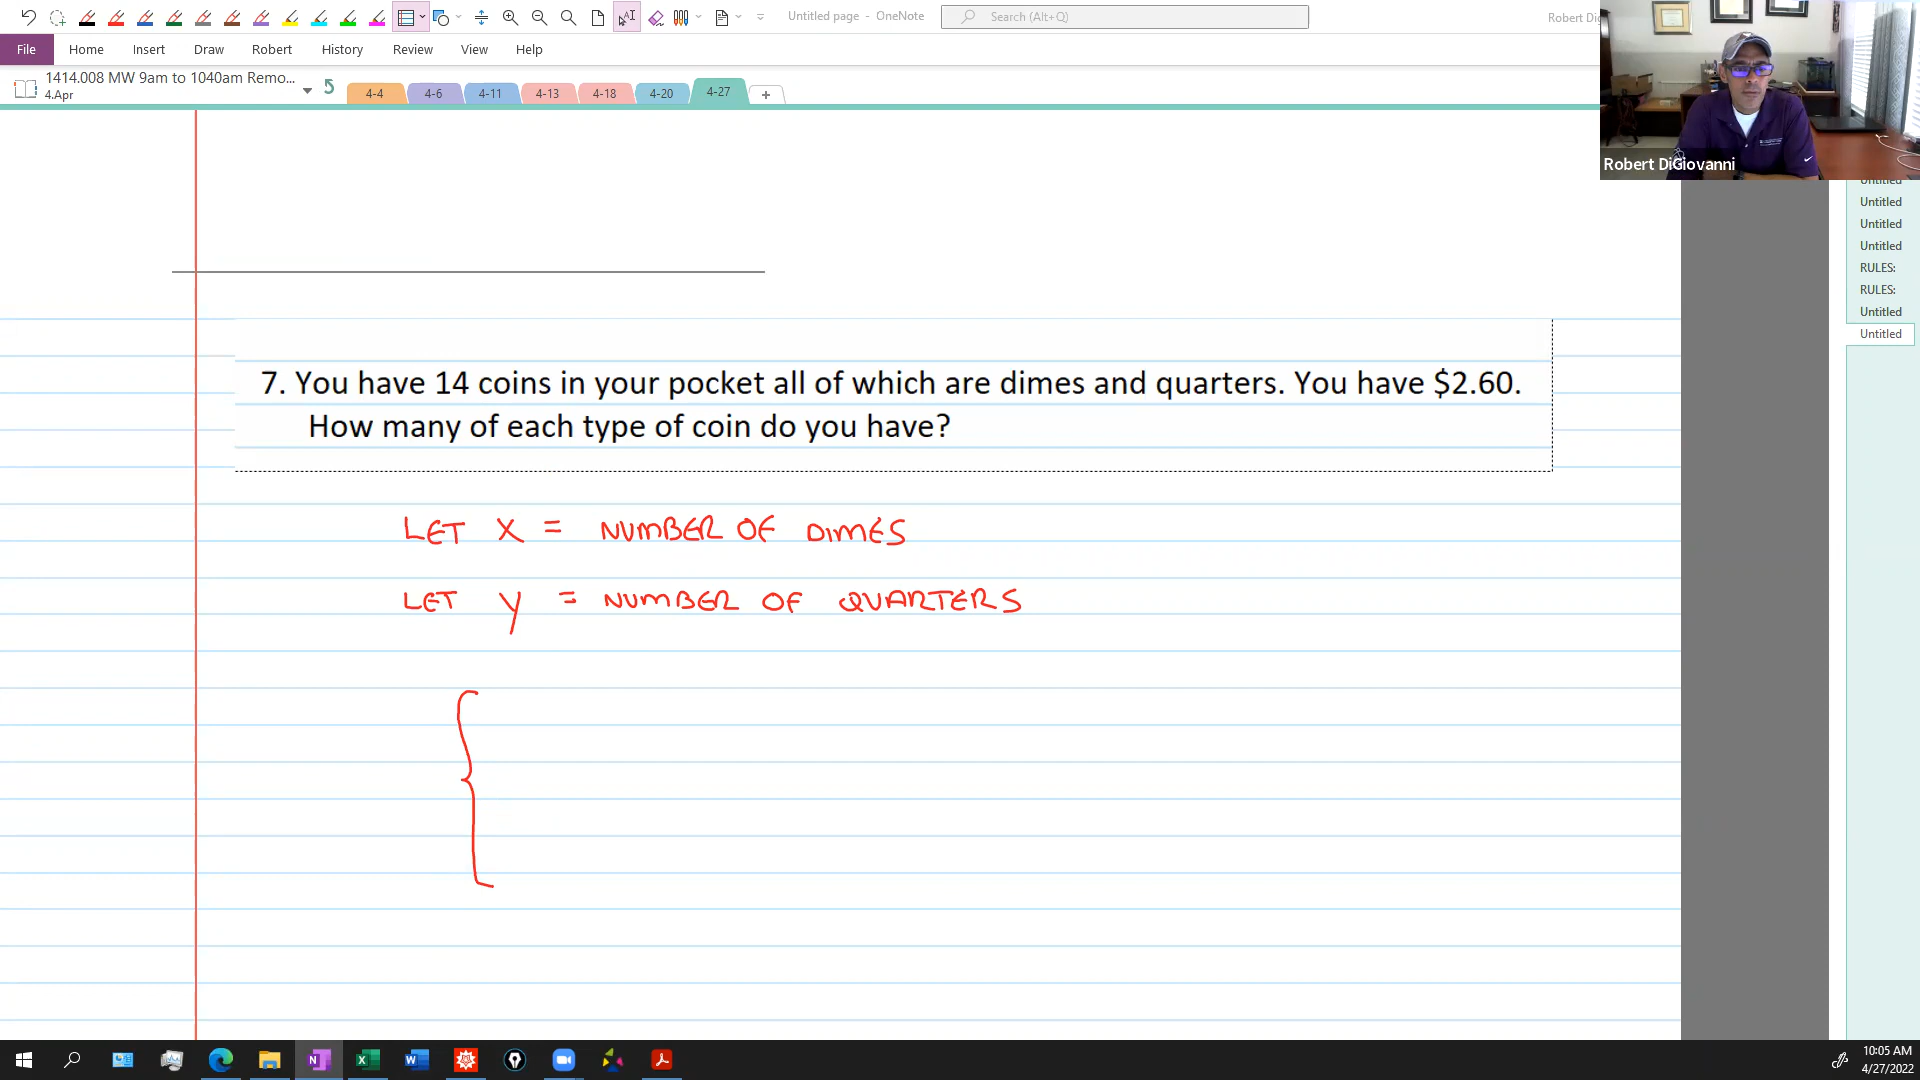 Untitled page - OneNote
Search (Alt+Q)
Robert Di
File Home Insert Draw Robert History Review View Help
1414.008 MW 9am to 1040am Remo...
4.Apr
4-4 4-6 4-11 4-13 4-18 4-20 4-27
Robert DiGiovanni
Untitled
Untitled
Untitled
Untitled
RULES:
RULES:
Untitled
Untitled
7. You have 14 coins in your pocket all of which are dimes and quarters. You have $2.60.
How many of each type of coin do you have?
LET X = NUMBER OF DIMES
LET y = NUMBER OF QUARTERS
10:05 AM
4/27/2022